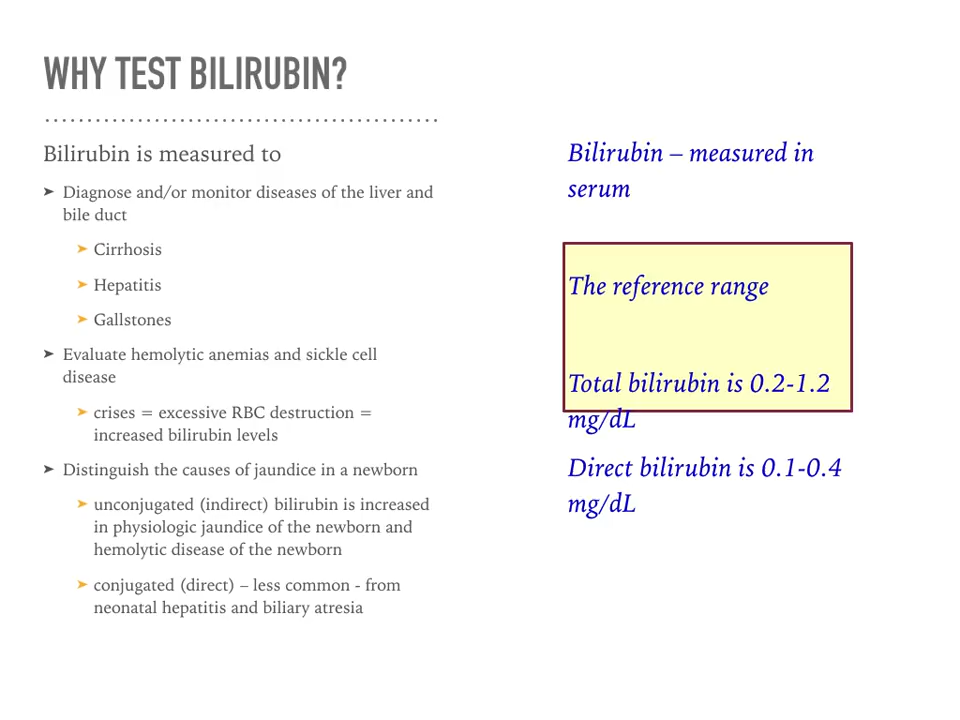 WHY TEST BILIRUBIN?
Bilirubin is measured to
➤ Diagnose and/or monitor diseases of the liver and
bile duct
➤ Cirrhosis
➤ Hepatitis
➤ Gallstones
➤ Evaluate hemolytic anemias and sickle cell
disease
➤ crises = excessive RBC destruction =
increased bilirubin levels
➤ Distinguish the causes of jaundice in a newborn
➤ unconjugated (indirect) bilirubin is increased
in physiologic jaundice of the newborn and
hemolytic disease of the newborn
➤ conjugated (direct) – less common - from
neonatal hepatitis and biliary atresia
Bilirubin – measured in
serum
The reference range
Total bilirubin is 0.2-1.2
mg/dL
Direct bilirubin is 0.1-0.4
mg/dL